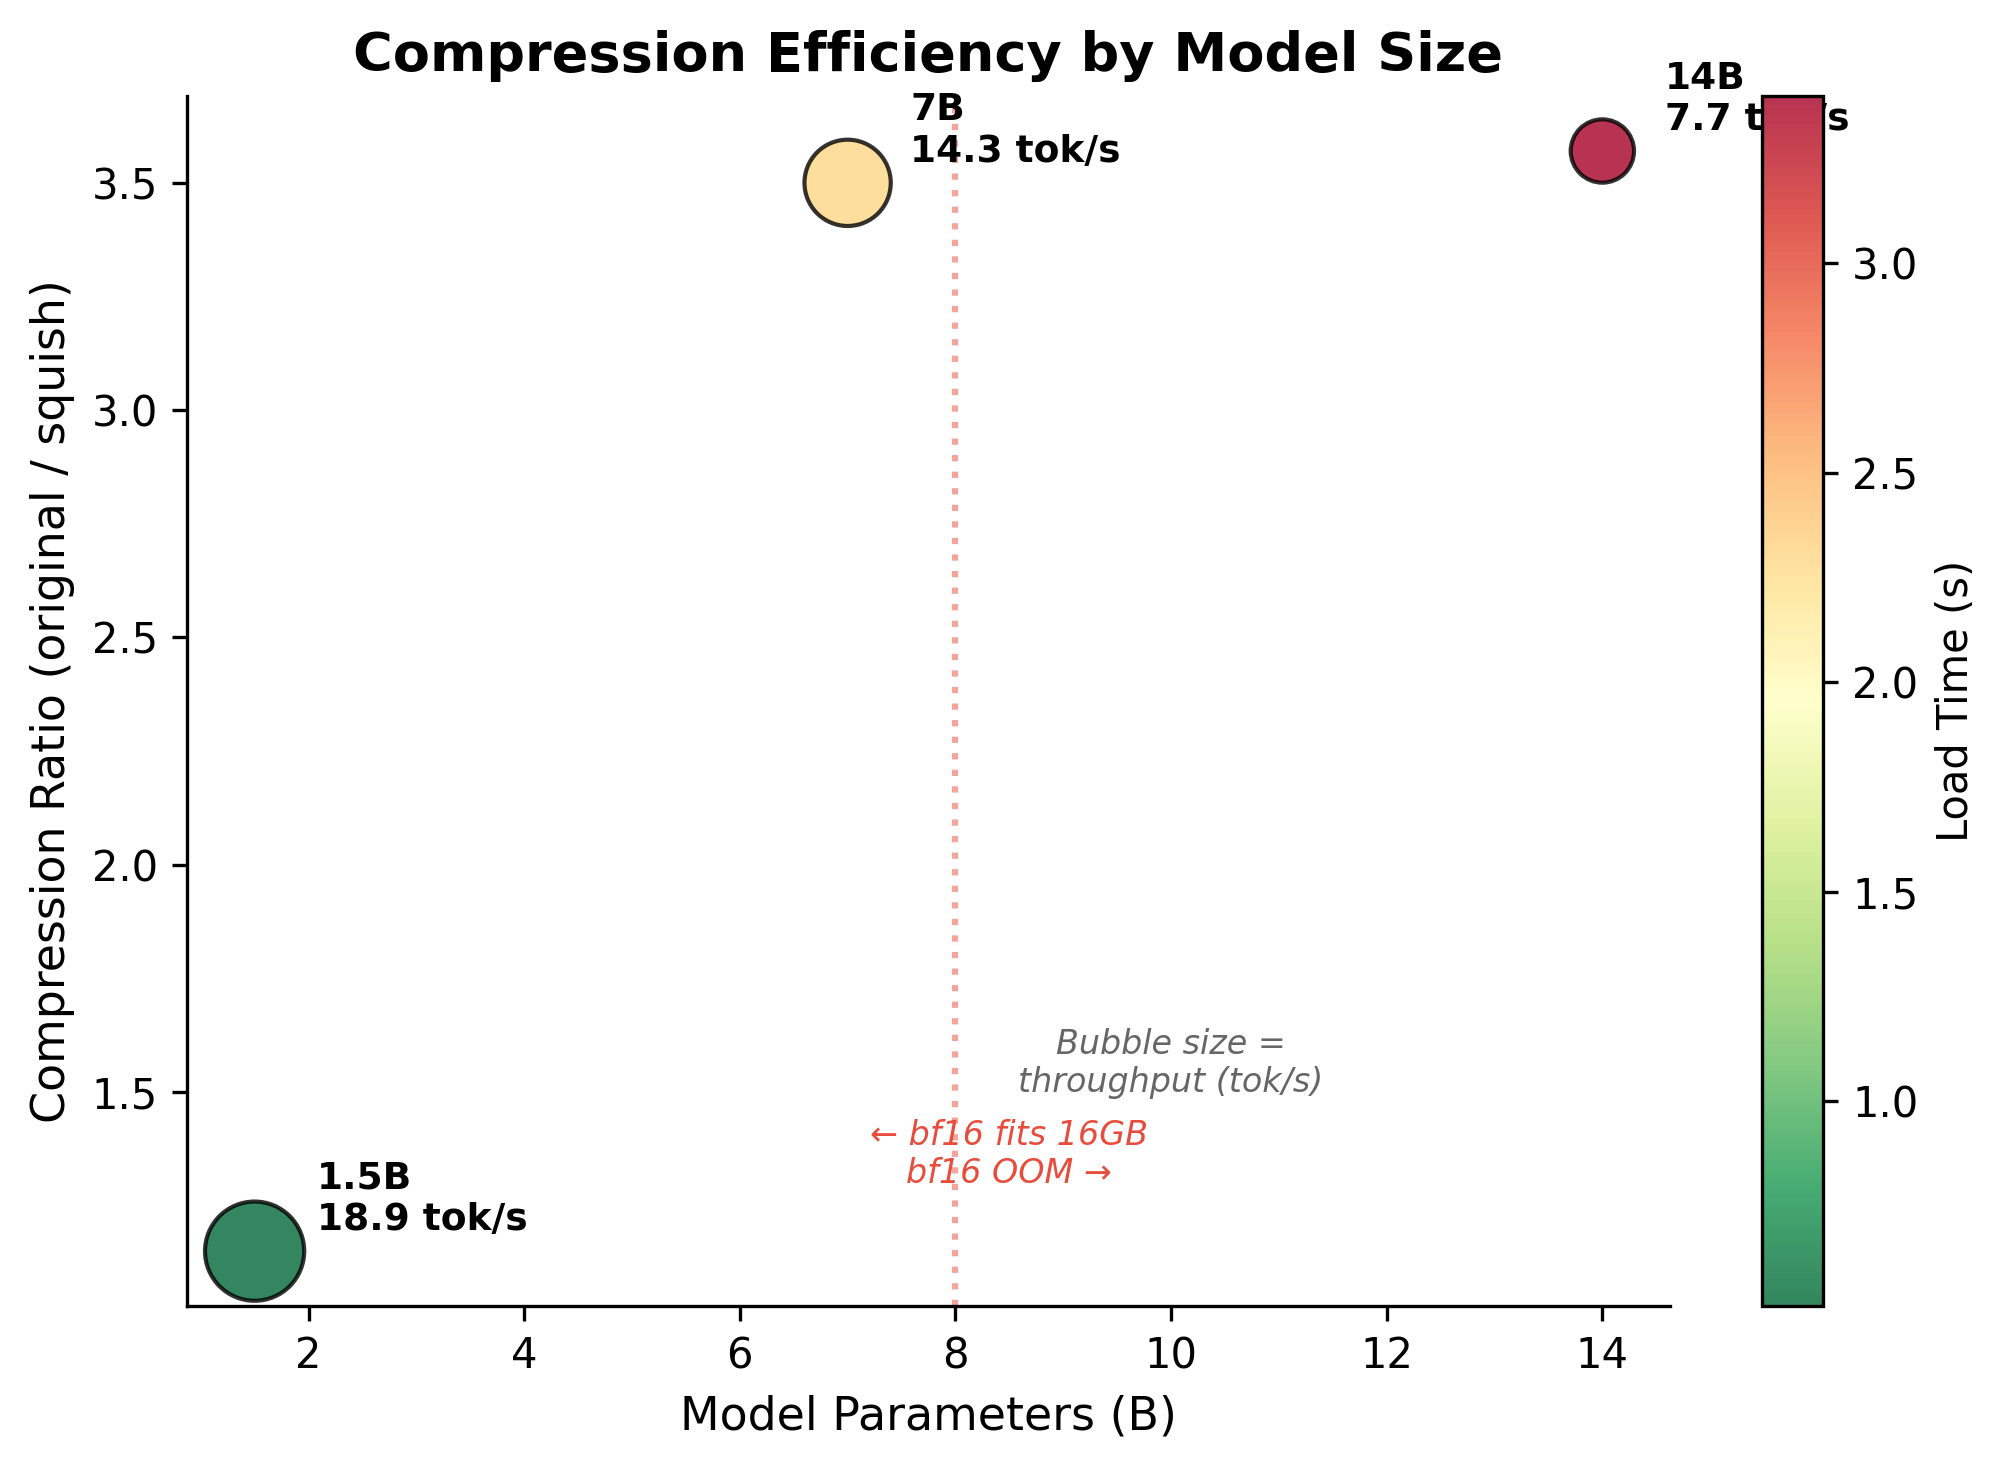 Compression Efficiency by Model Size
7B
14.3 tok/s
14B
7.7 t /s
1.5B
18.9 tok/s
Bubble size =
throughput (tok/s)
← bf16 fits 16GB
bf16 OOM →
Compression Ratio (original / squish)
3.5
3.0
2.5
2.0
1.5
2
4
6
8
10
12
14
Model Parameters (B)
3.0
2.5
2.0
1.5
1.0
Load Time (s)